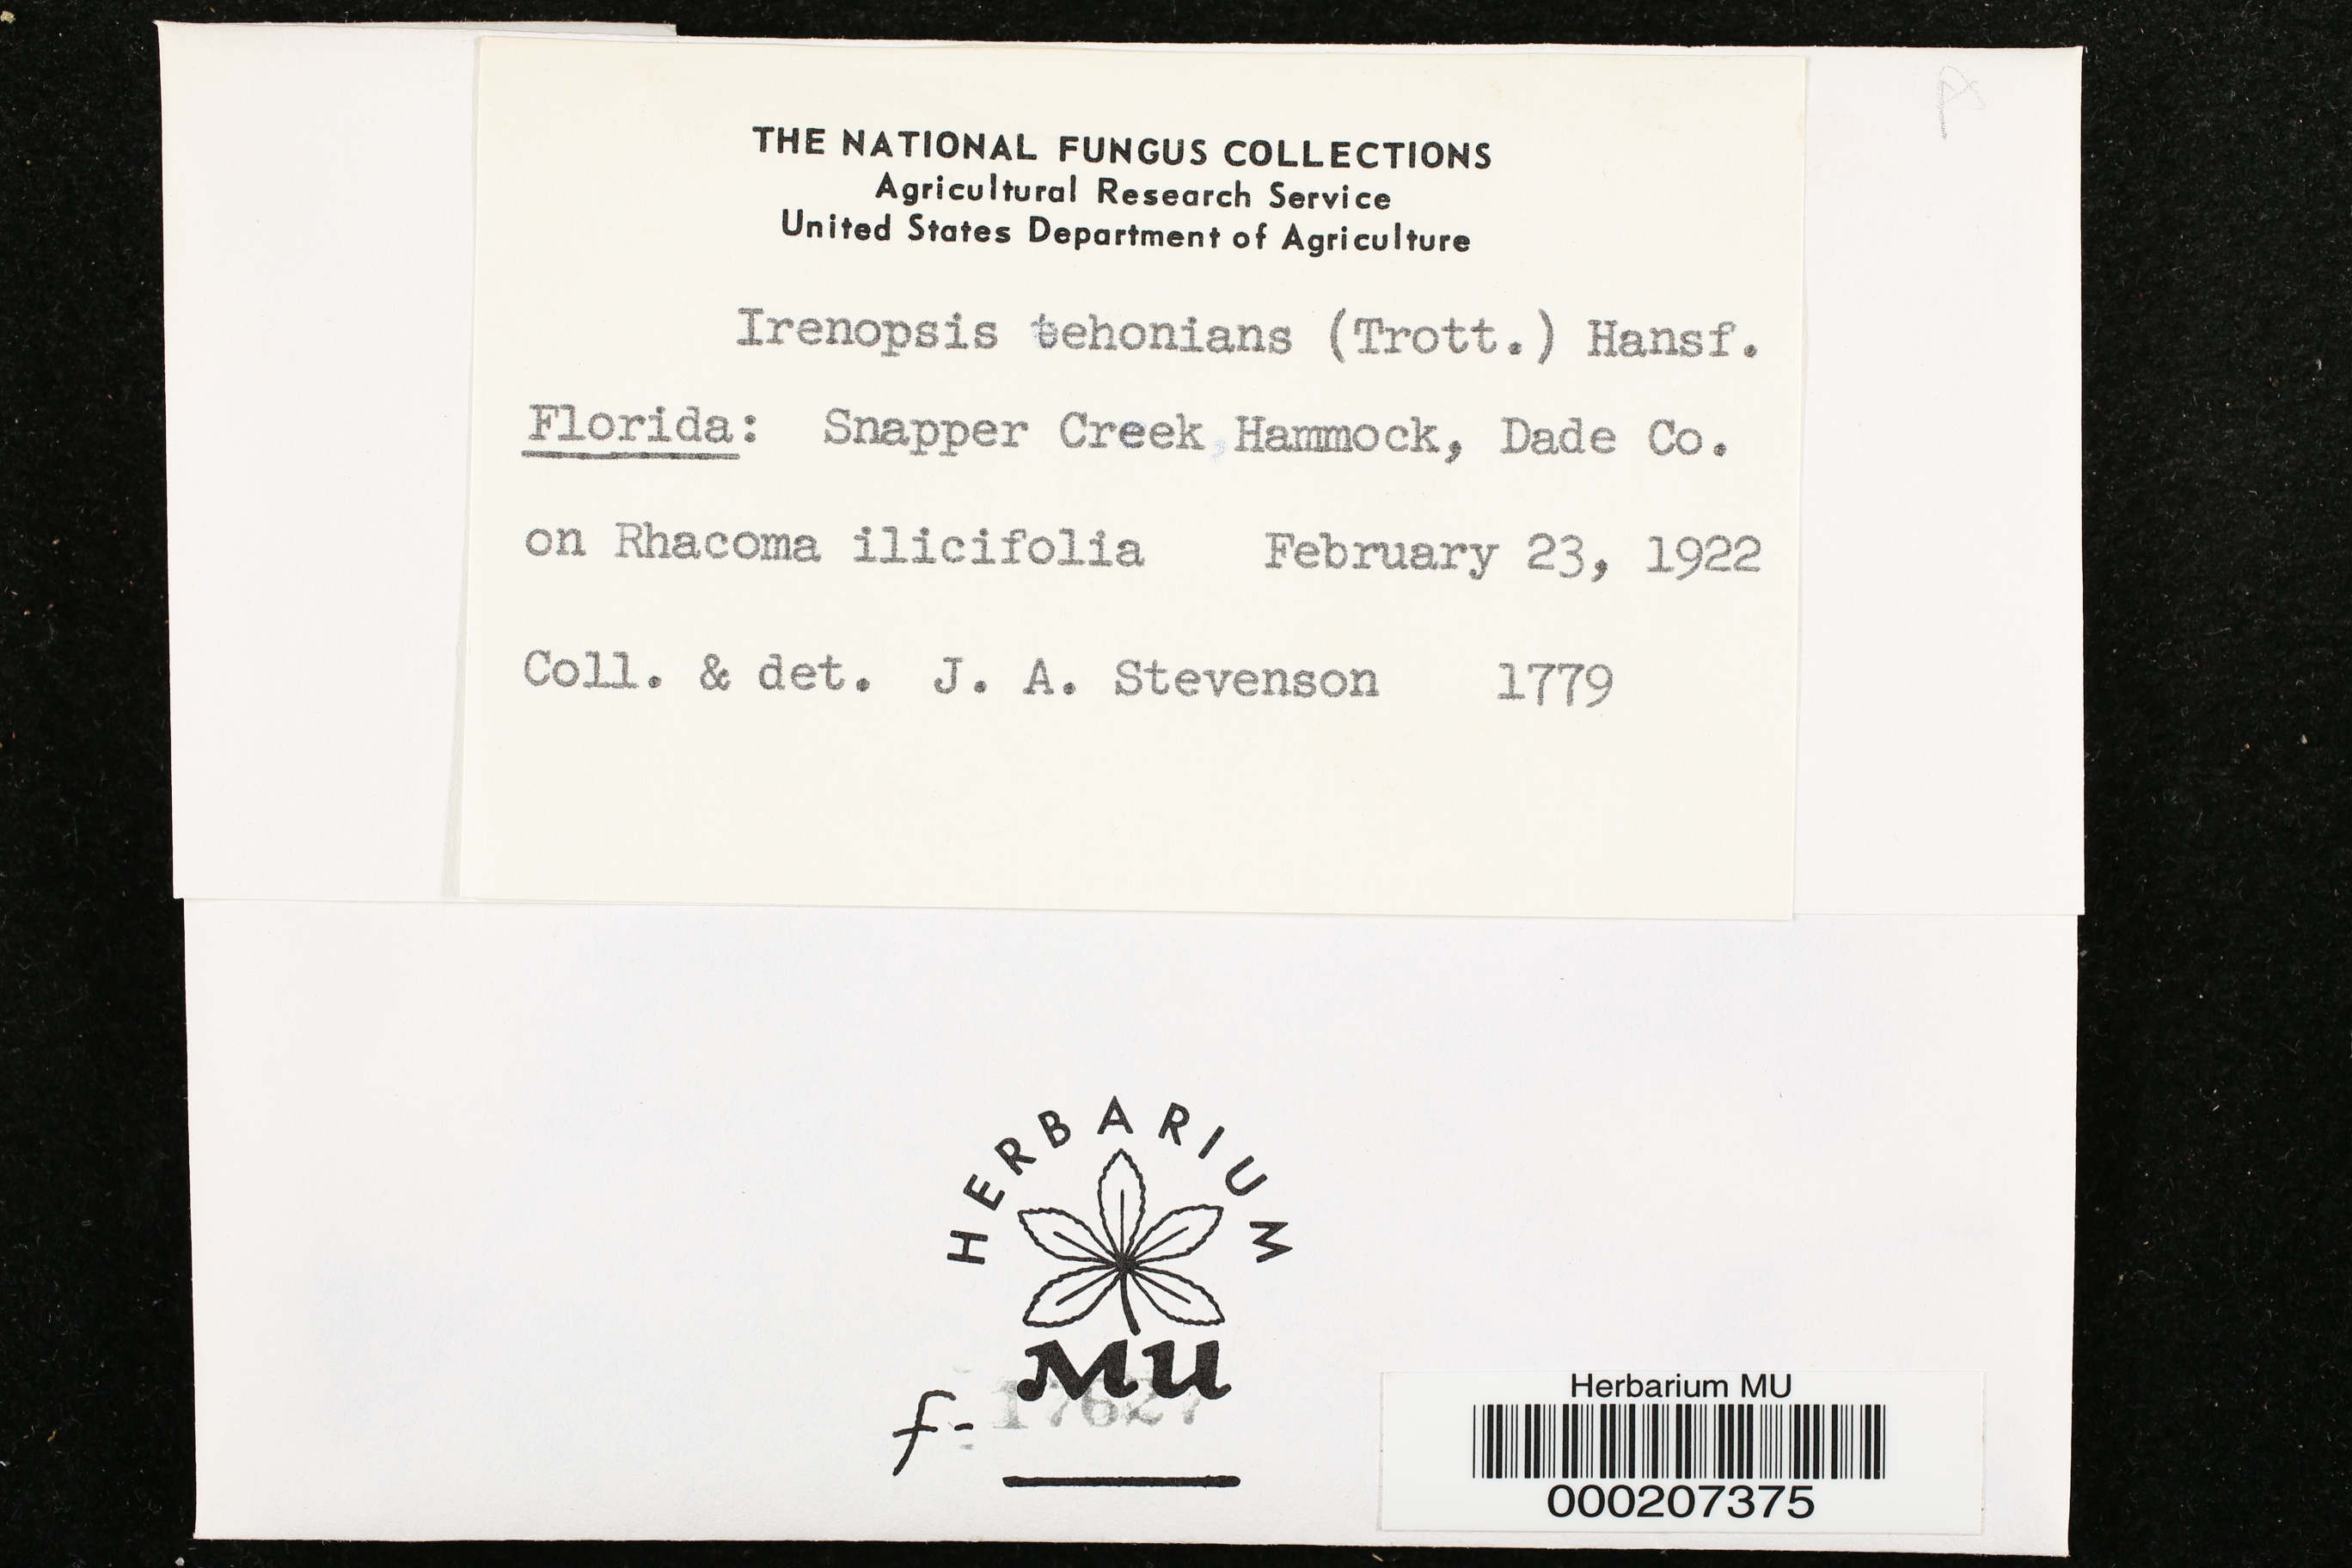 THE NATIONAL FUNGUS COLLECTIONS
Agricultural Research Service
United States Department of Agriculture
Irenopsis tehonians (Trott.) Hansf.
Florida: Snapper Creek, Hammock, Dade Co.
on Rhacoma ilicifolia February 23, 1922
Coll. & det. J. A. Stevenson 1779
HERBARIUM
MU
f- 17627
Herbarium MU
000207375